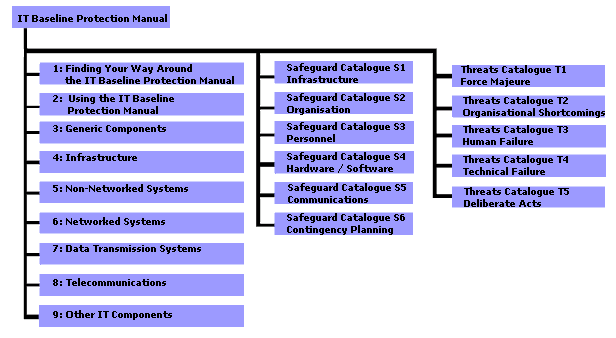 IT Baseline Protection Manual
1: Finding Your Way Around
the IT Baseline Protection Manual
2: Using the IT Baseline
Protection Manual
3: Generic Components
4: Infrastructure
5: Non-Networked Systems
6: Networked Systems
7: Data Transmission Systems
8: Telecommunications
9: Other IT Components
Safeguard Catalogue S1
Infrastructure
Safeguard Catalogue S2
Organisation
Safeguard Catalogue S3
Personnel
Safeguard Catalogue S4
Hardware / Software
Safeguard Catalogue S5
Communications
Safeguard Catalogue S6
Contingency Planning
Threats Catalogue T1
Force Majeure
Threats Catalogue T2
Organisational Shortcomings
Threats Catalogue T3
Human Failure
Threats Catalogue T4
Technical Failure
Threats Catalogue T5
Deliberate Acts